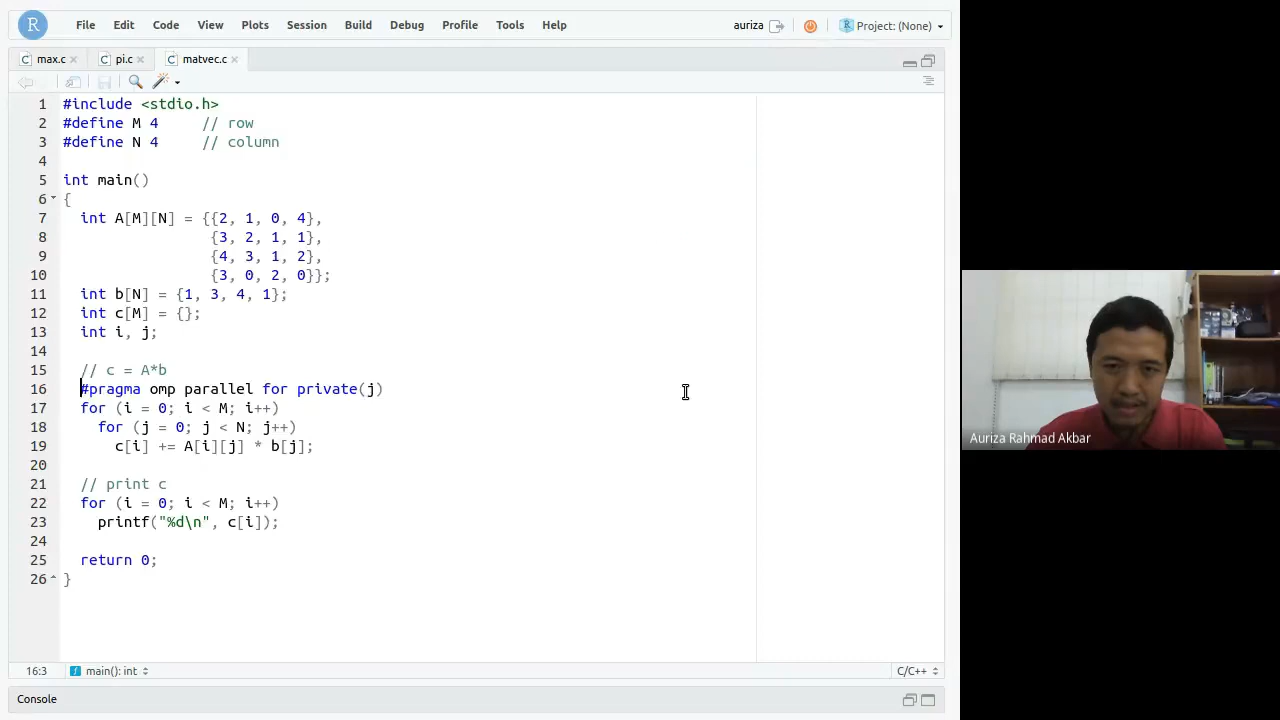 R File Edit Code View Plots Session Build Debug Profile Tools Help auriza Project: (None)
max.c pi.c matvec.c
1 #include <stdio.h>
2 #define M 4     // row
3 #define N 4     // column
4
5 int main()
6 {
7   int A[M][N] = {{2, 1, 0, 4},
8                  {3, 2, 1, 1},
9                  {4, 3, 1, 2},
10                  {3, 0, 2, 0}};
11   int b[N] = {1, 3, 4, 1};
12   int c[M] = {};
13   int i, j;
14
15   // c = A*b
16   #pragma omp parallel for private(j)
17   for (i = 0; i < M; i++)
18     for (j = 0; j < N; j++)
19       c[i] += A[i][j] * b[j];
20
21   // print c
22   for (i = 0; i < M; i++)
23     printf("%d\n", c[i]);
24
25   return 0;
26 }
16:3 main(): int C/C++
Console
Auriza Rahmad Akbar